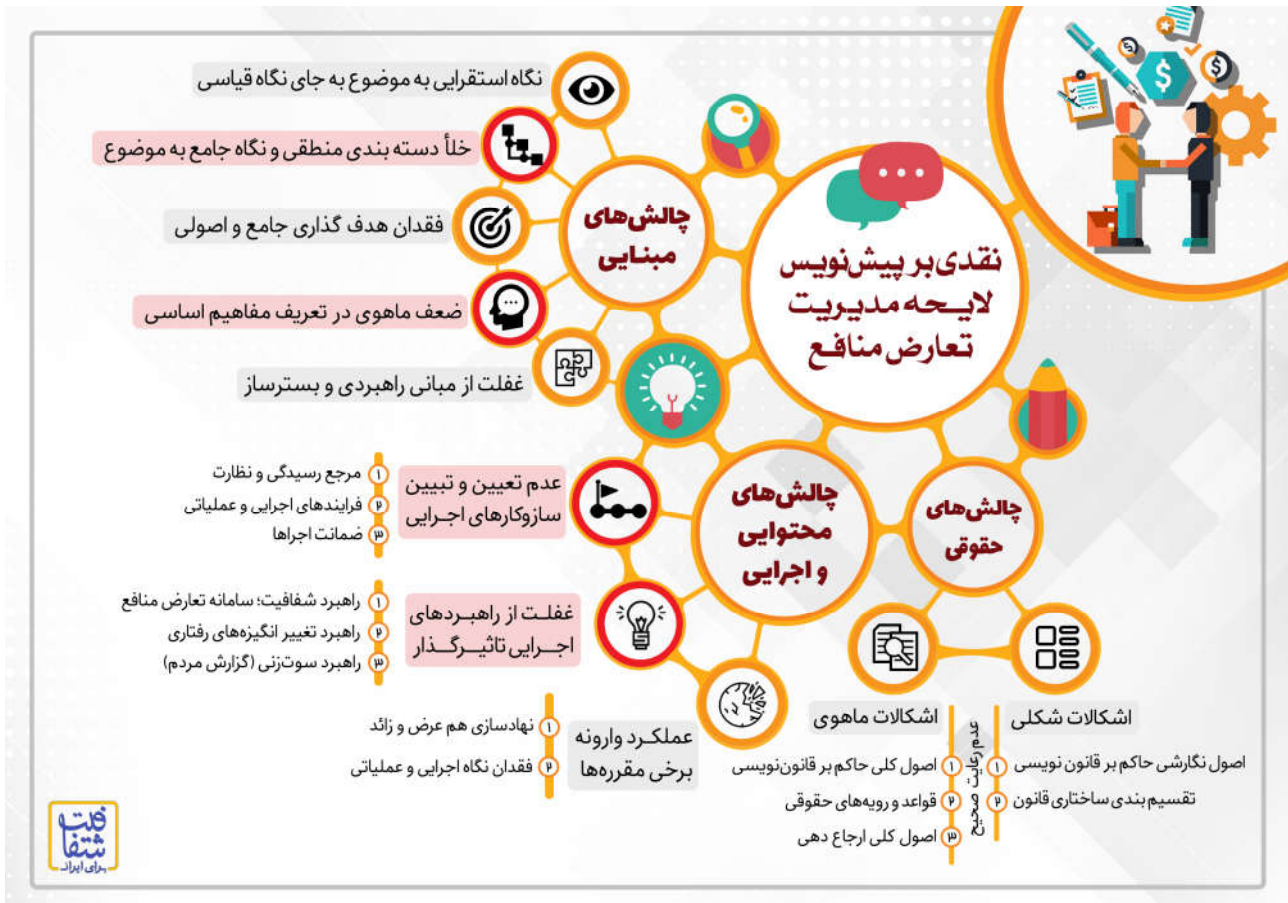 نقدی بر پیش‌نویس
لایحه مدیریت
تعارض منافع
چالش‌های
مبنایی
نگاه استقرایی به موضوع به جای نگاه قیاسی
خلأ دسته بندی منطقی و نگاه جامع به موضوع
فقدان هدف گذاری جامع و اصولی
ضعف ماهوی در تعریف مفاهیم اساسی
غفلت از مبانی راهبردی و بسترساز
چالش‌های
محتوایی
و اجرایی
عدم تعیین و تبیین
سازوکارهای اجرایی
۱ مرجع رسیدگی و نظارت
۲ فرایندهای اجرایی و عملیاتی
۳ ضمانت اجراها
غفلت از راهبردهای
اجرایی تاثیرگذار
۱ راهبرد شفافیت؛ سامانه تعارض منافع
۲ راهبرد تغییر انگیزه‌های رفتاری
۳ راهبرد سوت‌زنی (گزارش مردم)
عملکرد وارونه
برخی مقرره‌ها
۱ نهادسازی هم عرض و زائد
۲ فقدان نگاه اجرایی و عملیاتی
چالش‌های
حقوقی
اشکالات شکلی
۱ اصول نگارشی حاکم بر قانون نویسی
۲ تقسیم بندی ساختاری قانون
عدم رعایت صحیح
اشکالات ماهوی
۱ اصول کلی حاکم بر قانون‌نویسی
۲ قواعد و رویه‌های حقوقی
۳ اصول کلی ارجاع دهی
شفافیت
برای ایران